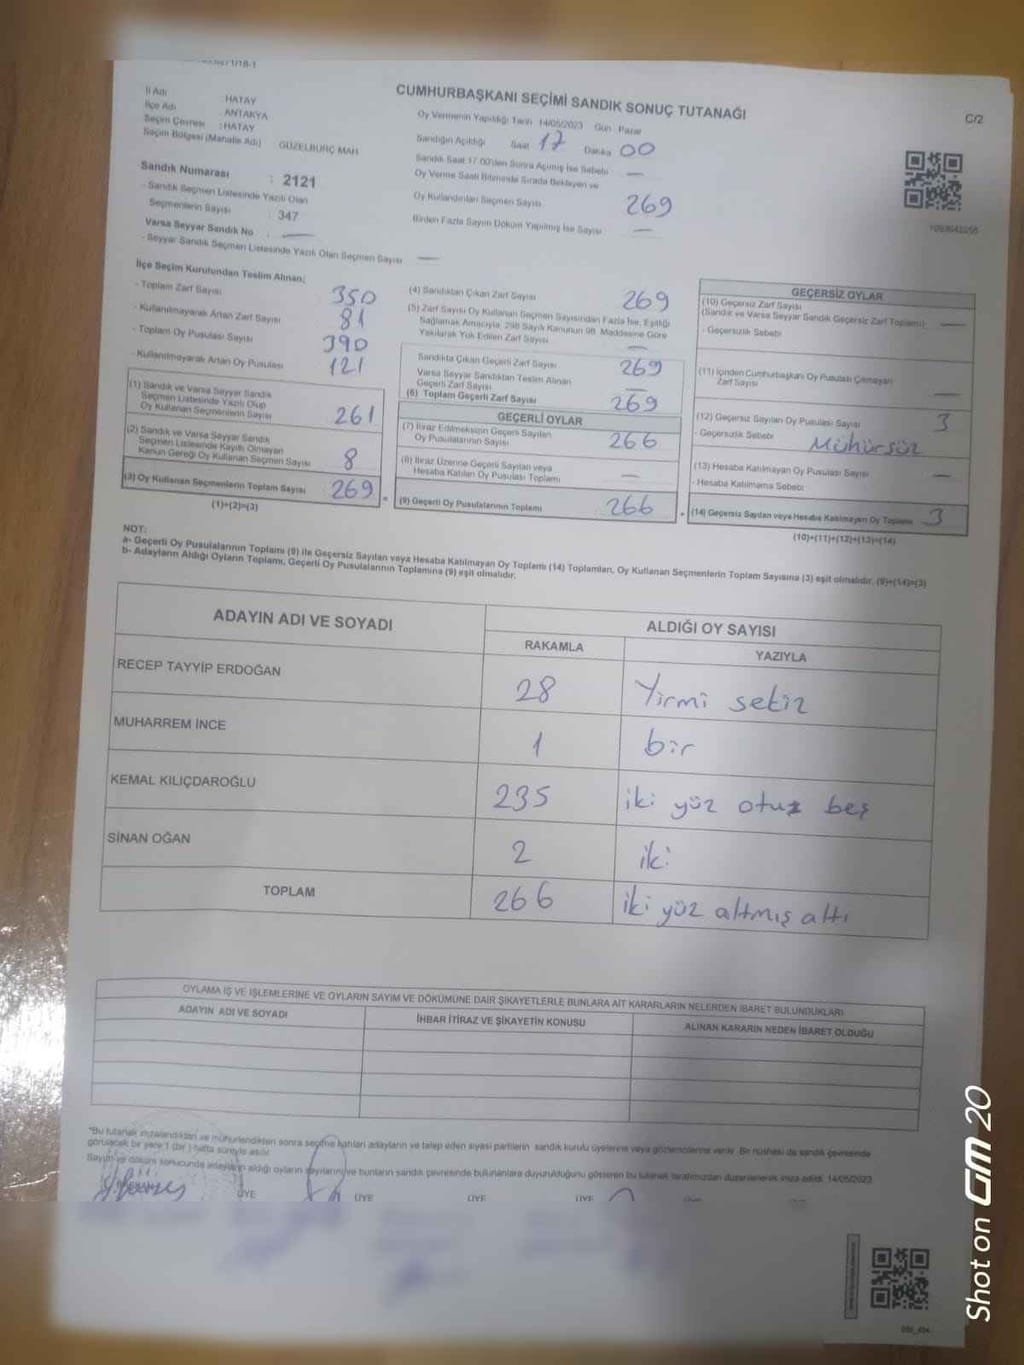 CUMHURBAŞKANI SEÇİMİ SANDIK SONUÇ TUTANAĞI
C/2
İl Adı HATAY
İlçe Adı ANTAKYA
Seçim Çevresi : HATAY
Seçim Bölgesi (Mahalle Adı) GÜZELBURÇ MAH.
Sandık Numarası : 2121
- Sandık Seçmen Listesinde Yazılı Olan
Seçmenlerin Sayısı : 347
Varsa Seyyar Sandık No —
- Seyyar Sandık Seçmen Listesinde Yazılı Olan Seçmen Sayısı —
Oy Vermenin Yapıldığı Tarih 14/05/2023 Gün Pazar
Sandığın Açıldığı Saat 17 Dakika 00
Sandık Saat 17.00'den Sonra Açılmış İse Sebebi —
Oy Verme Saati Bitiminde Sırada Bekleyen ve
Oy Kullandırılan Seçmen Sayısı 269
Birden Fazla Sayım Döküm Yapılmış İse Sayısı —
İlçe Seçim Kurulundan Teslim Alınan;
- Toplam Zarf Sayısı 350
- Kullanılmayarak Artan Zarf Sayısı 81
- Toplam Oy Pusulası Sayısı 390
- Kullanılmayarak Artan Oy Pusulası 121
(1) Sandık ve Varsa Seyyar Sandık
Seçmen Listesinde Yazılı Olup
Oy Kullanan Seçmenlerin Sayısı 261
(2) Sandık ve Varsa Seyyar Sandık
Seçmen Listesinde Kayıtlı Olmayan
Kanun Gereği Oy Kullanan Seçmen Sayısı 8
(3) Oy Kullanan Seçmenlerin Toplam Sayısı 269
(1)+(2)=(3)
(4) Sandıktan Çıkan Zarf Sayısı 269
(5) Zarf Sayısı Oy Kullanan Seçmen Sayısından Fazla İse, Eşitliği
Sağlamak Amacıyla, 298 Sayılı Kanunun 98. Maddesine Göre
Yakılarak Yok Edilen Zarf Sayısı —
Sandıkta Çıkan Geçerli Zarf Sayısı 269
Varsa Seyyar Sandıktan Teslim Alınan
Geçerli Zarf Sayısı —
(6) Toplam Geçerli Zarf Sayısı 269
GEÇERLİ OYLAR
(7) İtiraz Edilmeksizin Geçerli Sayılan
Oy Pusulalarının Sayısı 266
(8) İtiraz Üzerine Geçerli Sayılan veya
Hesaba Katılan Oy Pusulası Toplamı —
(9) Geçerli Oy Pusulalarının Toplamı 266
GEÇERSİZ OYLAR
(10) Geçersiz Zarf Sayısı
(Sandık ve Varsa Seyyar Sandık Geçersiz Zarf Toplamı) —
- Geçersizlik Sebebi
(11) İçinden Cumhurbaşkanı Oy Pusulası Çıkmayan
Zarf Sayısı —
(12) Geçersiz Sayılan Oy Pusulası Sayısı 3
- Geçersizlik Sebebi Mühürsüz
(13) Hesaba Katılmayan Oy Pusulası Sayısı —
- Hesaba Katılmama Sebebi
(14) Geçersiz Sayılan veya Hesaba Katılmayan Oy Toplamı 3
(10)+(11)+(12)+(13)=(14)
NOT:
a- Geçerli Oy Pusulalarının Toplamı (9) ile Geçersiz Sayılan veya Hesaba Katılmayan Oy Toplamı (14) Toplamları, Oy Kullanan Seçmenlerin Toplam Sayısına (3) eşit olmalıdır. (9)+(14)=(3)
b- Adayların Aldığı Oyların Toplamı, Geçerli Oy Pusulalarının Toplamına (9) eşit olmalıdır.
ADAYIN ADI VE SOYADI ALDIĞI OY SAYISI
RAKAMLA YAZIYLA
RECEP TAYYİP ERDOĞAN 28 Yirmi sekiz
MUHARREM İNCE 1 bir
KEMAL KILIÇDAROĞLU 235 iki yüz otuz beş
SİNAN OĞAN 2 iki
TOPLAM 266 iki yüz altmış altı
OYLAMA İŞ VE İŞLEMLERİNE VE OYLARIN SAYIM VE DÖKÜMÜNE DAİR ŞİKAYETLERLE BUNLARA AİT KARARLARIN NELERDEN İBARET BULUNDUKLARI
ADAYIN ADI VE SOYADI İHBAR İTİRAZ VE ŞİKAYETİN KONUSU ALINAN KARARIN NEDEN İBARET OLDUĞU
"Bu tutanak imzalandıktan ve mühürlendikten sonra seçime katılan adayların ve talep eden siyasi partilerin sandık kurulu üyelerine veya gözlemcilerine verilir. Bir nüshası da sandık çevresinde
görülecek bir yere 1 (bir) hafta süreyle asılır.
Sayım ve döküm sonucunda adayların aldığı oyların sayılarını ve bunların sandık çevresinde bulunanlara duyurulduğunu gösteren bu tutanak tarafımızdan düzenlenerek imza edildi. 14/05/2023
ÜYE ÜYE ÜYE ÜYE
Shot on GM 20